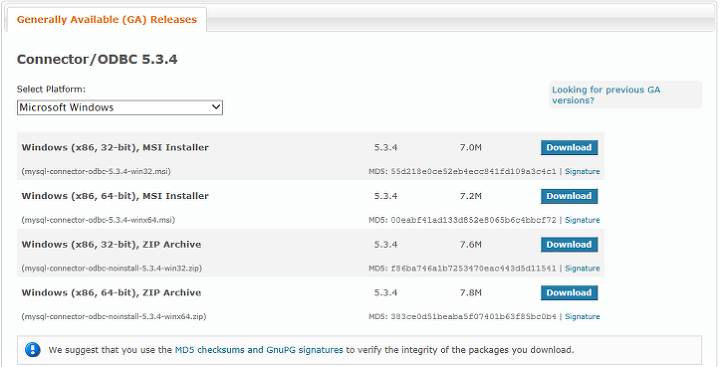 Generally Available (GA) Releases
Connector/ODBC 5.3.4
Select Platform:
Microsoft Windows
Looking for previous GA
versions?
Windows (x86, 32-bit), MSI Installer 5.3.4 7.0M Download
(mysql-connector-odbc-5.3.4-win32.msi) MD5: 55d218e0ce52eb4ecc841fd109a3c4c1 | Signature
Windows (x86, 64-bit), MSI Installer 5.3.4 7.2M Download
(mysql-connector-odbc-5.3.4-winx64.msi) MD5: 00eabf41ad133d852e8065b6c4bbcf72 | Signature
Windows (x86, 32-bit), ZIP Archive 5.3.4 7.6M Download
(mysql-connector-odbc-noinstall-5.3.4-win32.zip) MD5: f86ba746a1b7253470eac443d5d11541 | Signature
Windows (x86, 64-bit), ZIP Archive 5.3.4 7.8M Download
(mysql-connector-odbc-noinstall-5.3.4-winx64.zip) MD5: 383ce0d51beaba5f07401b63f85bc0b4 | Signature
We suggest that you use the MD5 checksums and GnuPG signatures to verify the integrity of the packages you download.